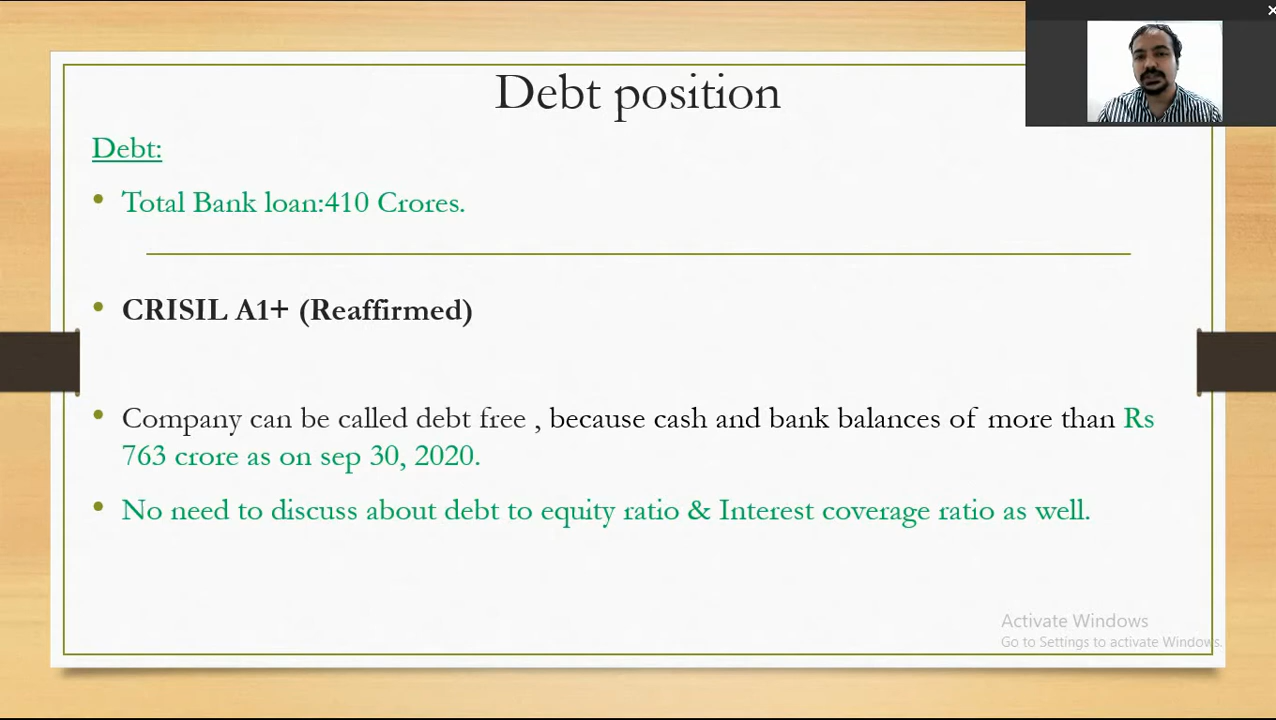 Debt position
Debt:
• Total Bank loan:410 Crores.
• CRISIL A1+ (Reaffirmed)
• Company can be called debt free , because cash and bank balances of more than Rs
763 crore as on sep 30, 2020.
• No need to discuss about debt to equity ratio & Interest coverage ratio as well.
Activate Windows
Go to Settings to activate Windows.